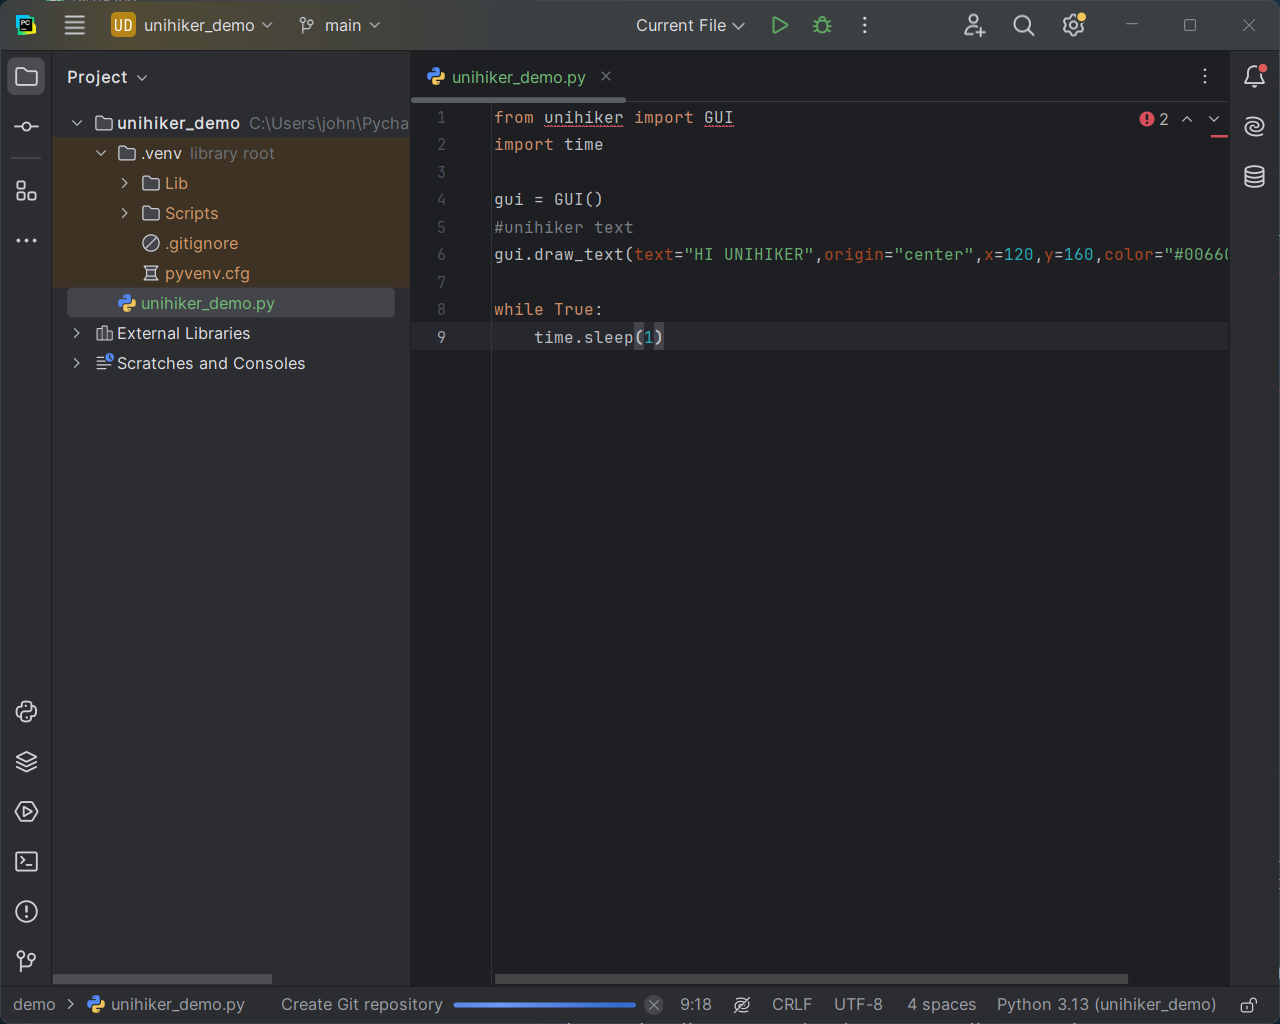 UD unihiker_demo main Current File
Project
unihiker_demo.py
unihiker_demo C:\Users\john\Pycha
.venv library root
Lib
Scripts
.gitignore
pyvenv.cfg
unihiker_demo.py
External Libraries
Scratches and Consoles
1 from unihiker import GUI
2 import time
3
4 gui = GUI()
5 #unihiker text
6 gui.draw_text(text="HI UNIHIKER",origin="center",x=120,y=160,color="#0066
7
8 while True:
9     time.sleep(1)
2
demo unihiker_demo.py Create Git repository 9:18 CRLF UTF-8 4 spaces Python 3.13 (unihiker_demo)